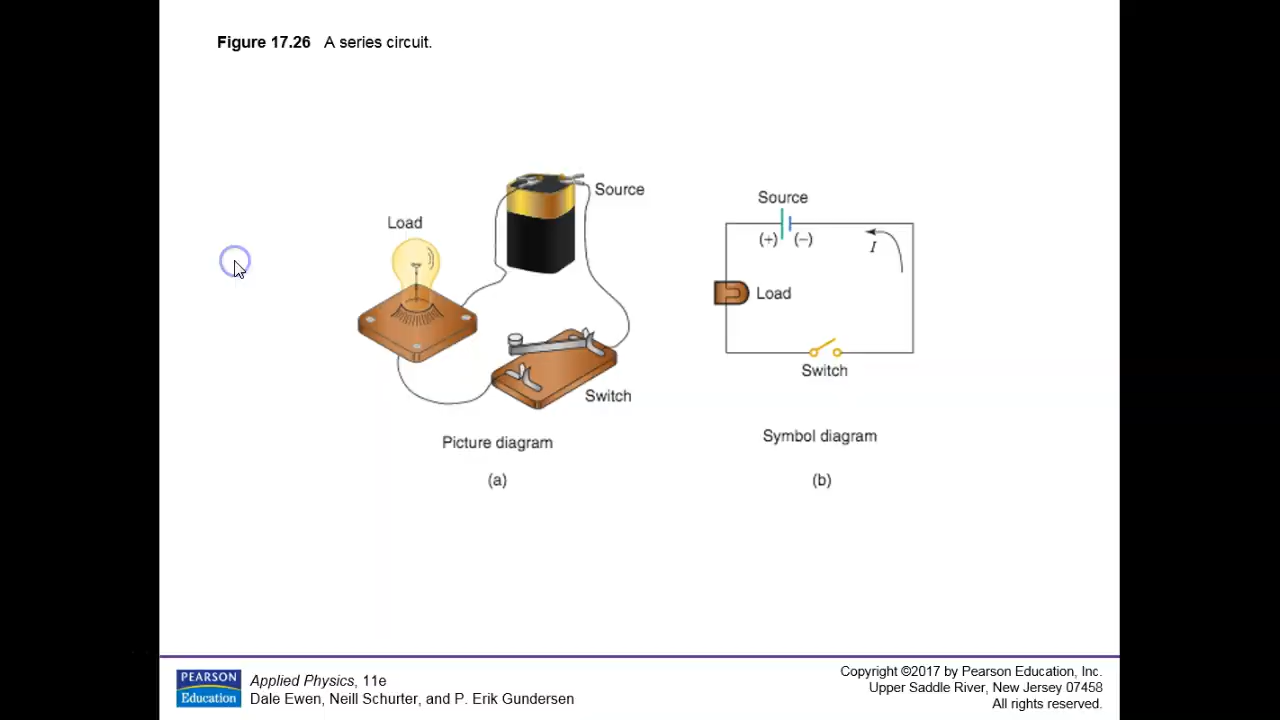 Figure 17.26 A series circuit.
Source
Load
Switch
Picture diagram
(a)
Source
(+) (−)
I
Load
Switch
Symbol diagram
(b)
PEARSON
Education
Applied Physics, 11e
Dale Ewen, Neill Schurter, and P. Erik Gundersen
Copyright ©2017 by Pearson Education, Inc.
Upper Saddle River, New Jersey 07458
All rights reserved.